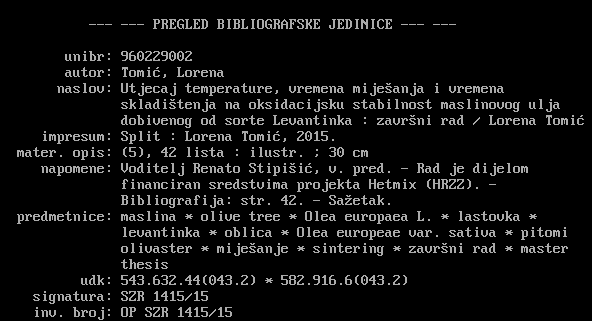 --- --- PREGLED BIBLIOGRAFSKE JEDINICE --- ---
unibr: 960229002
autor: Tomić, Lorena
naslov: Utjecaj temperature, vremena miješanja i vremena
skladištenja na oksidacijsku stabilnost maslinovog ulja
dobivenog od sorte Levantinka : završni rad / Lorena Tomić
impresum: Split : Lorena Tomić, 2015.
mater. opis: (5), 42 lista : ilustr. ; 30 cm
napomene: Voditelj Renato Stipišić, v. pred. - Rad je dijelom
financiran sredstvima projekta Hetmix (HRZZ). -
Bibliografija: str. 42. - Sažetak.
predmetnice: maslina * olive tree * Olea europaea L. * lastovka *
levantinka * oblica * Olea europeae var. sativa * pitomi
olivaster * miješanje * sintering * završni rad * master
thesis
udk: 543.632.44(043.2) * 582.916.6(043.2)
signatura: SZR 1415/15
inv. broj: OP SZR 1415/15